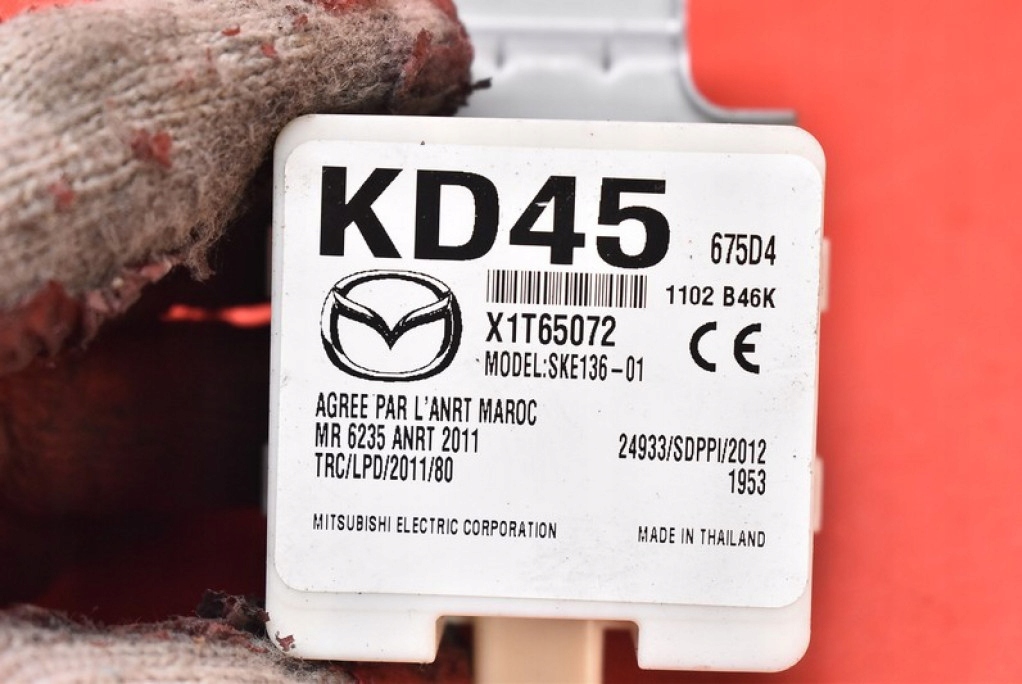 KD45
675D4
1102 B46K
X1T65072
MODEL:SKE136-01
CE
AGREE PAR L'ANRT MAROC
MR 6235 ANRT 2011
TRC/LPD/2011/80
24933/SDPPI/2012
1953
MITSUBISHI ELECTRIC CORPORATION
MADE IN THAILAND